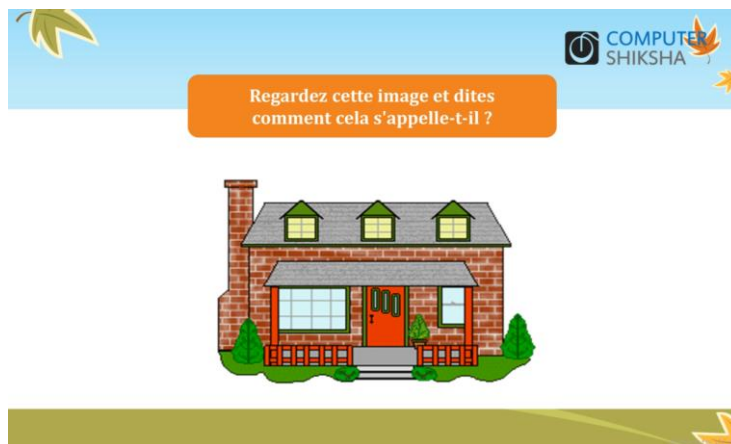 COMPUTER
SHIKSHA
Regardez cette image et dites
comment cela s'appelle-t-il ?